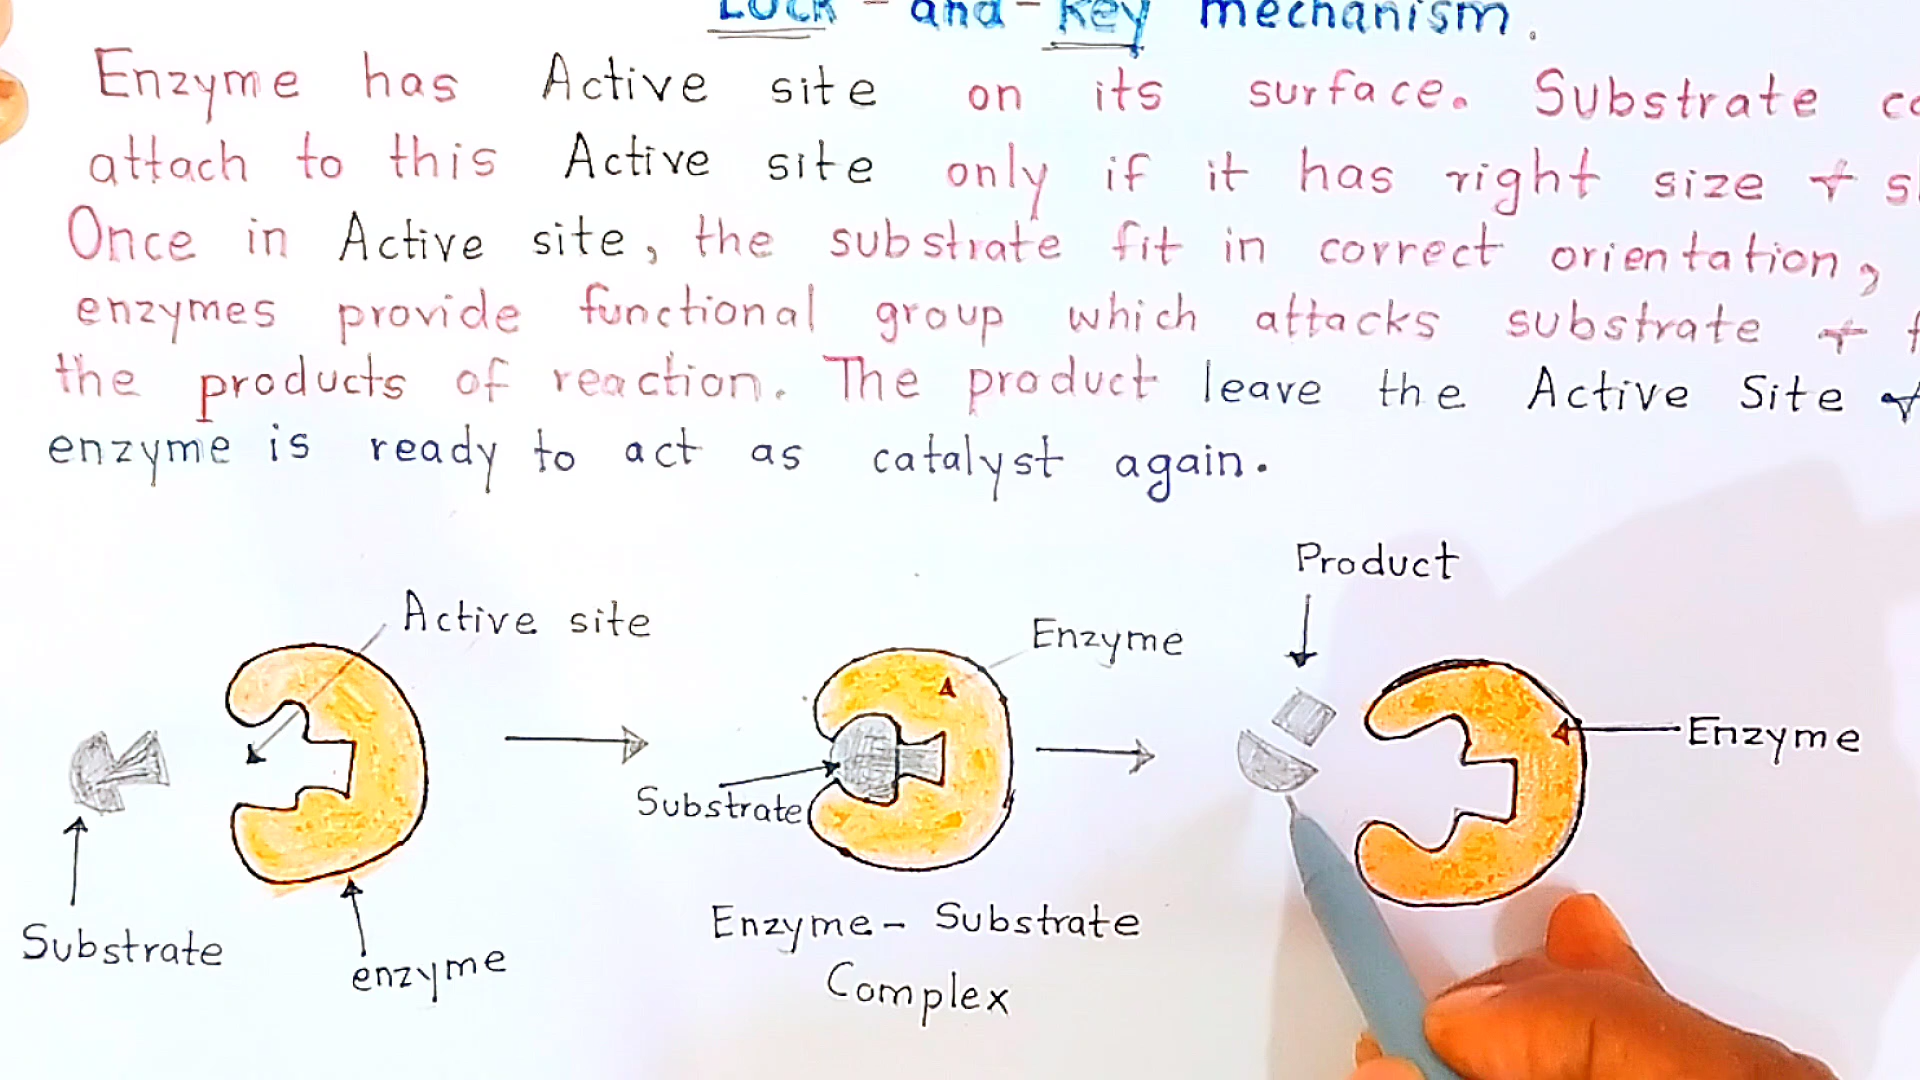 Lock - and - Key mechanism.
Enzyme has Active site on its surface. Substrate
attach to this Active site only if it has right size +
Once in Active site, the substrate fit in correct orientation,
enzymes provide functional group which attacks substrate +
the products of reaction. The product leave the Active Site +
enzyme is ready to act as catalyst again.
Product
Active site
Enzyme
Enzyme
Substrate
Substrate
enzyme
Enzyme - Substrate
Complex